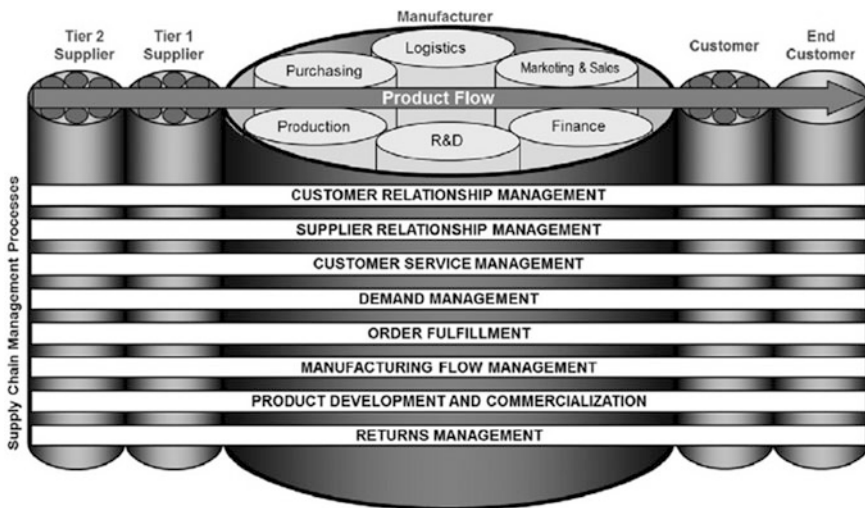 Manufacturer
Tier 2
Supplier
Tier 1
Supplier
Customer
End
Customer
Logistics
Purchasing
Marketing & Sales
Product Flow
Production
R&D
Finance
Supply Chain Management Processes
CUSTOMER RELATIONSHIP MANAGEMENT
SUPPLIER RELATIONSHIP MANAGEMENT
CUSTOMER SERVICE MANAGEMENT
DEMAND MANAGEMENT
ORDER FULFILLMENT
MANUFACTURING FLOW MANAGEMENT
PRODUCT DEVELOPMENT AND COMMERCIALIZATION
RETURNS MANAGEMENT